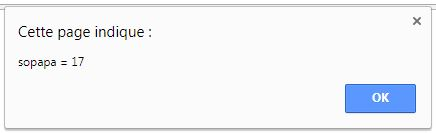 Cette page indique :
sopapa = 17
OK